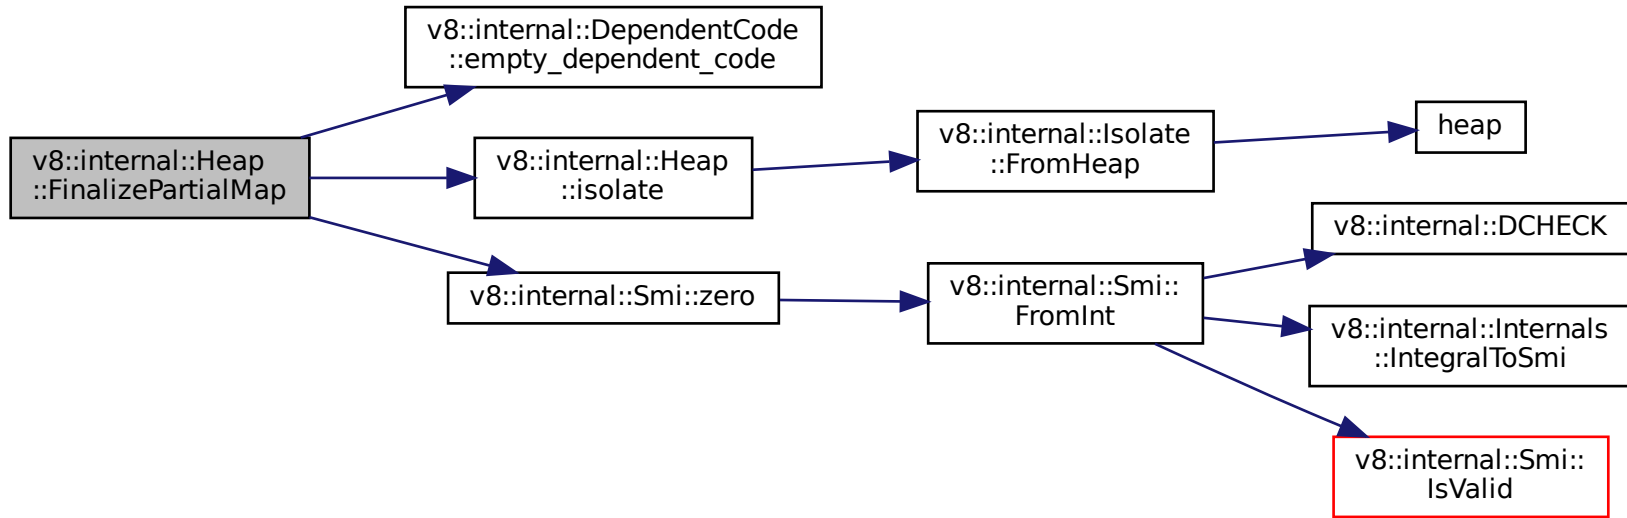 v8::internal::DependentCode
::empty_dependent_code
v8::internal::Heap
::FinalizePartialMap
v8::internal::Heap
::isolate
v8::internal::Isolate
::FromHeap
heap
v8::internal::Smi::zero
v8::internal::Smi::
FromInt
v8::internal::DCHECK
v8::internal::Internals
::IntegralToSmi
v8::internal::Smi::
IsValid